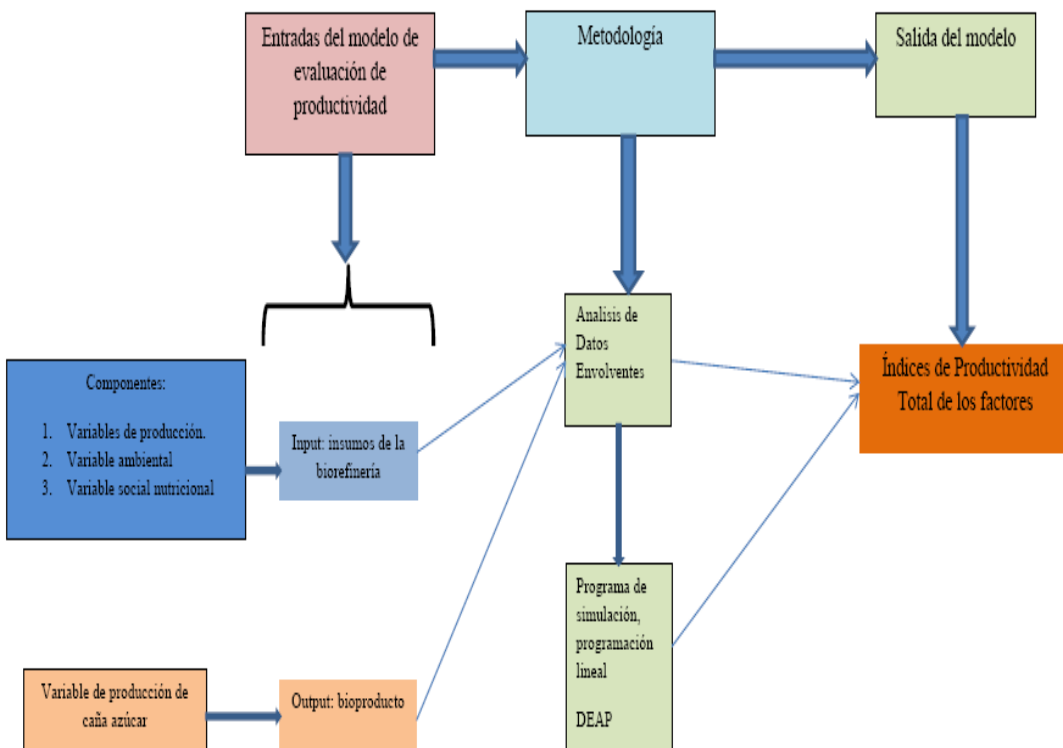 Entradas del modelo de
evaluación de
productividad
Metodología
Salida del modelo
Componentes:
1. Variables de producción.
2. Variable ambiental
3. Variable social nutricional
Input: insumos de la
biorefinería
Analisis de
Datos
Envolventes
Índices de Productividad
Total de los factores
Variable de producción de
caña azúcar
Output: bioproducto
Programa de
simulación,
programación
lineal
DEAP